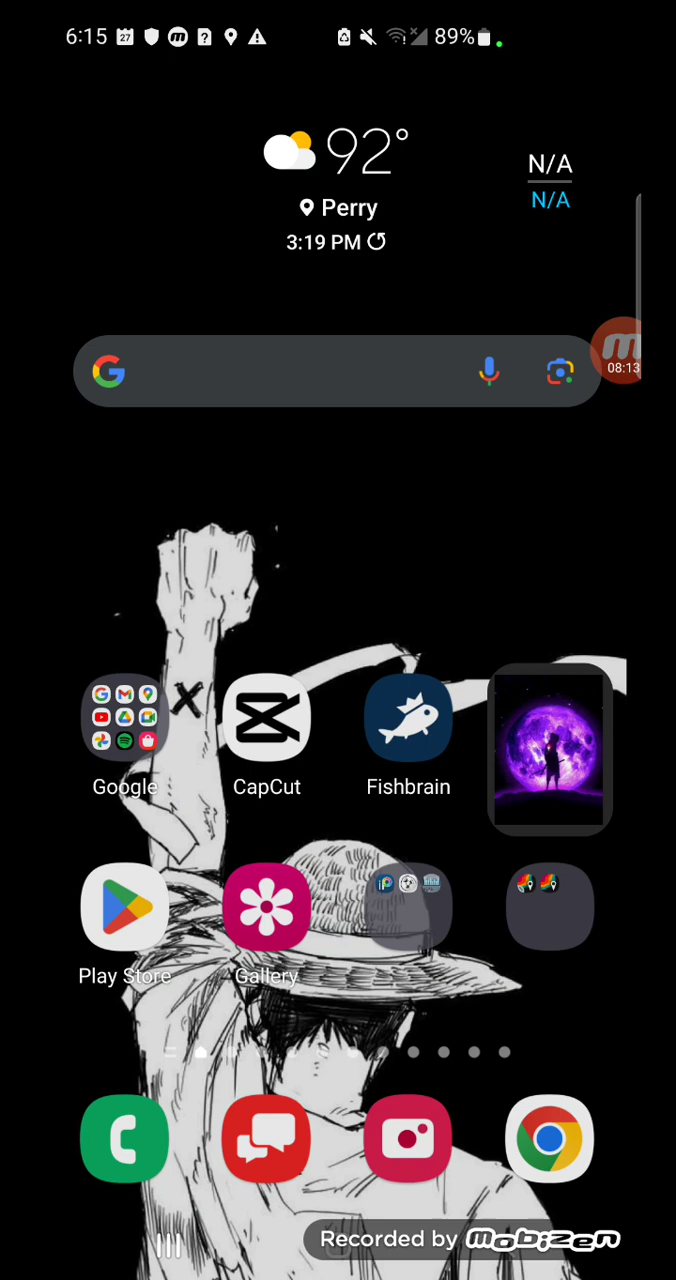 6:15 27 89%
92°
N/A
N/A
Perry
3:19 PM
08:13
Google CapCut Fishbrain
Play Store Gallery
Recorded by mobizen